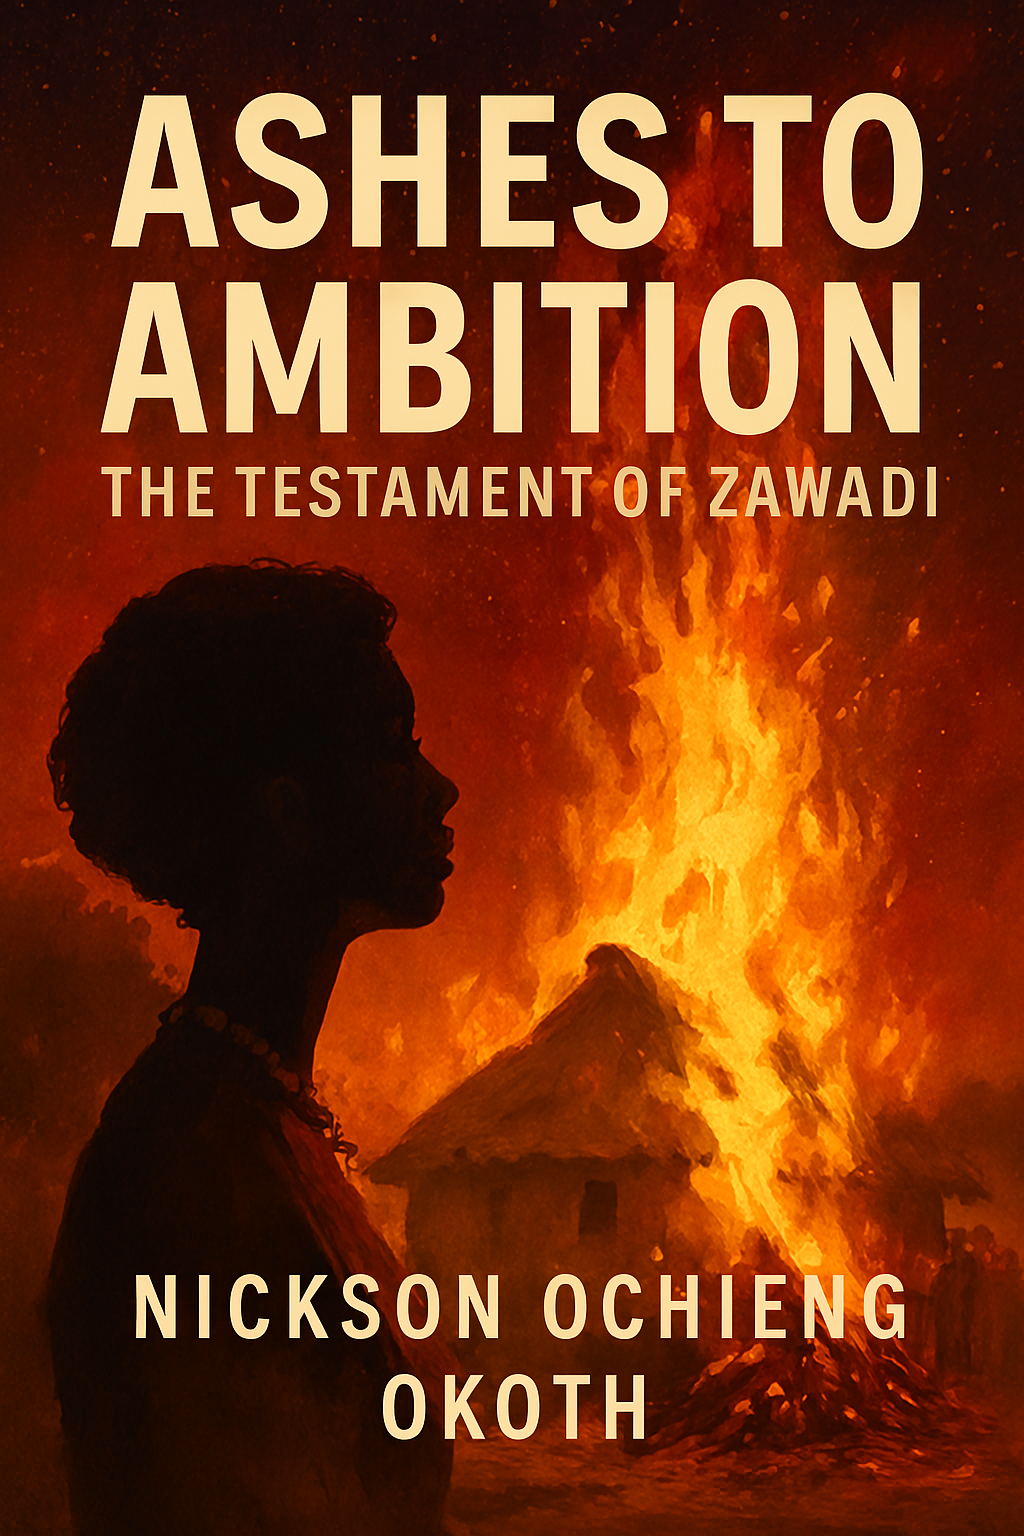 ASHES TO
AMBITION
THE TESTAMENT OF ZAWADI
NICKSON OCHIENG
OKOTH